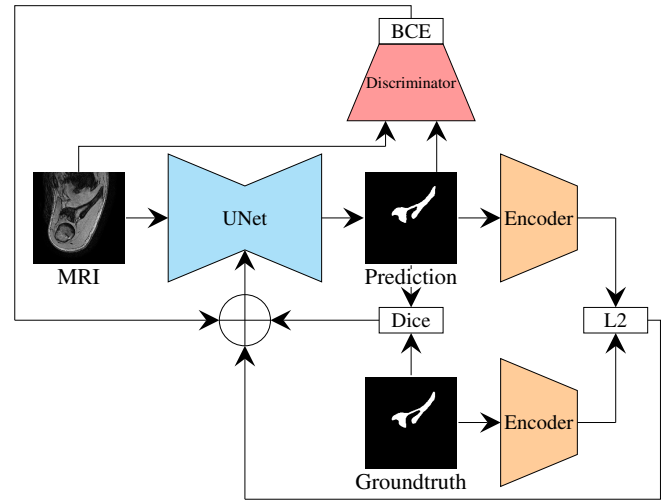 BCE
Discriminator
UNet
Encoder
MRI
Prediction
Dice
L2
Encoder
Groundtruth